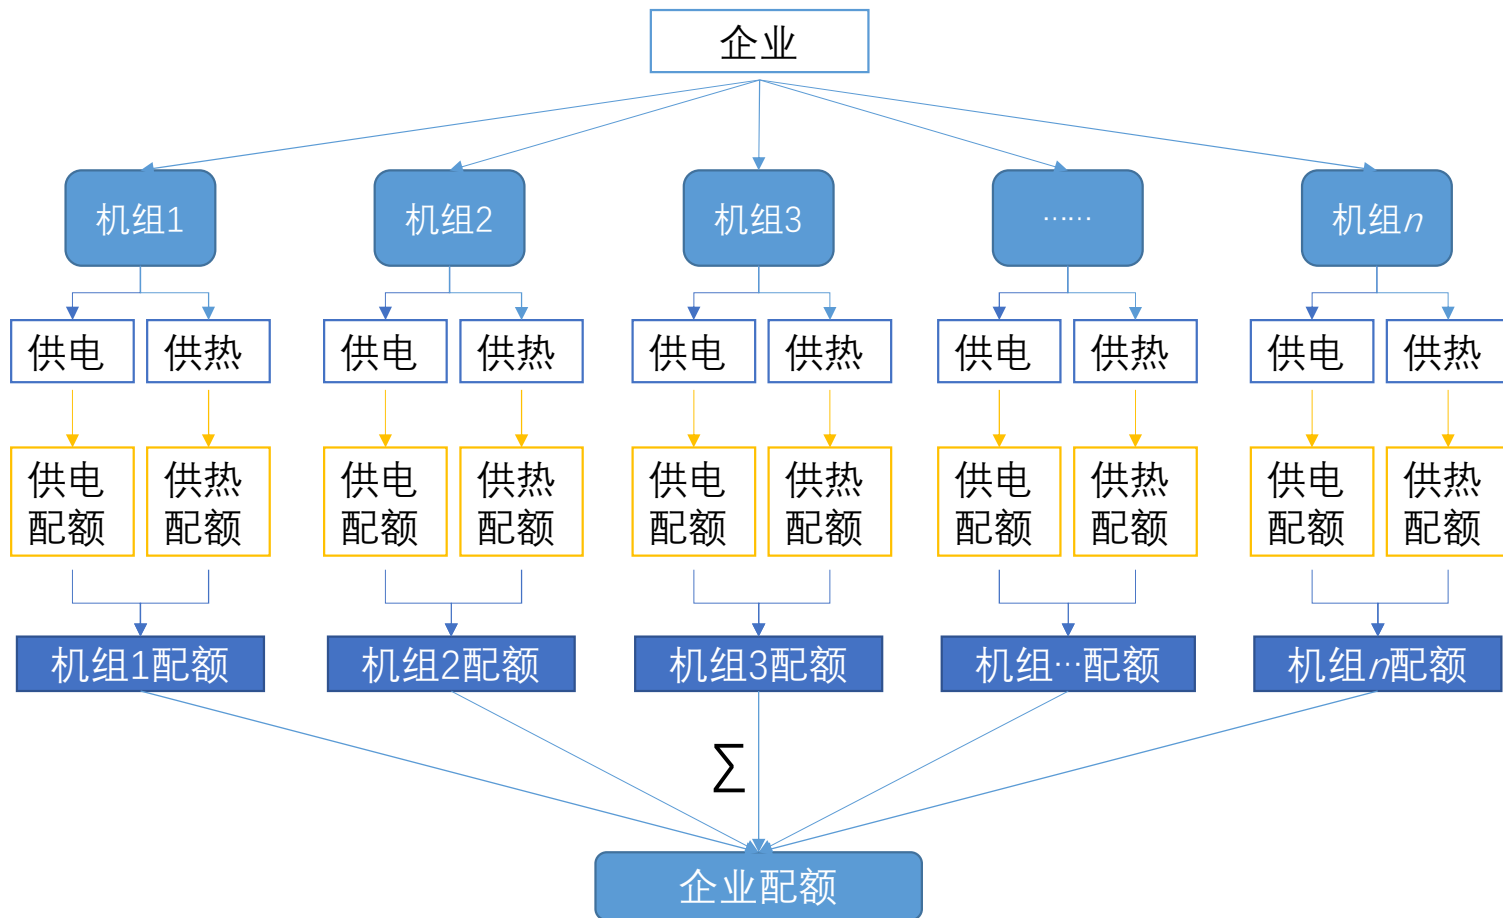 企业
机组1
机组2
机组3
……
机组n
供电
供热
供电
供热
供电
供热
供电
供热
供电
供热
供电
配额
供热
配额
供电
配额
供热
配额
供电
配额
供热
配额
供电
配额
供热
配额
供电
配额
供热
配额
机组1配额
机组2配额
机组3配额
机组…配额
机组n配额
∑
企业配额